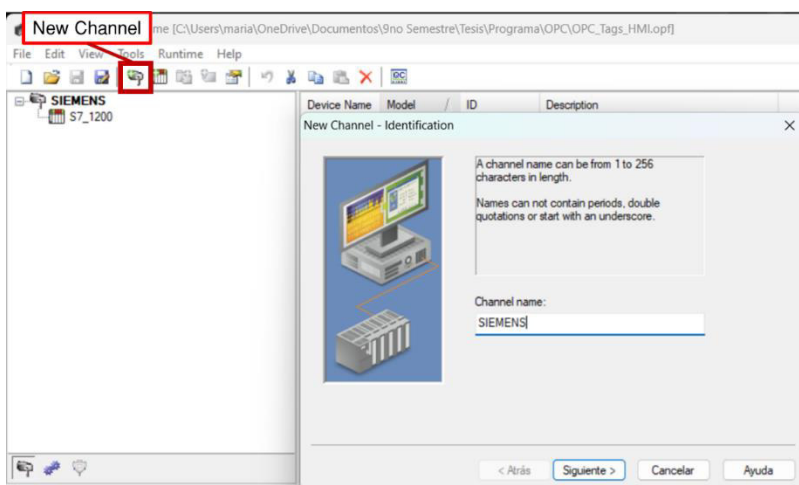 New Channel
me [C:\Users\maria\OneDrive\Documentos\9no Semestre\Tesis\Programa\OPC\OPC_Tags_HMI.opf]
File Edit View Tools Runtime Help
SIEMENS
S7_1200
Device Name Model / ID Description
New Channel - Identification
A channel name can be from 1 to 256
characters in length.
Names can not contain periods, double
quotations or start with an underscore.
Channel name:
SIEMENS
< Atrás Siguiente > Cancelar Ayuda